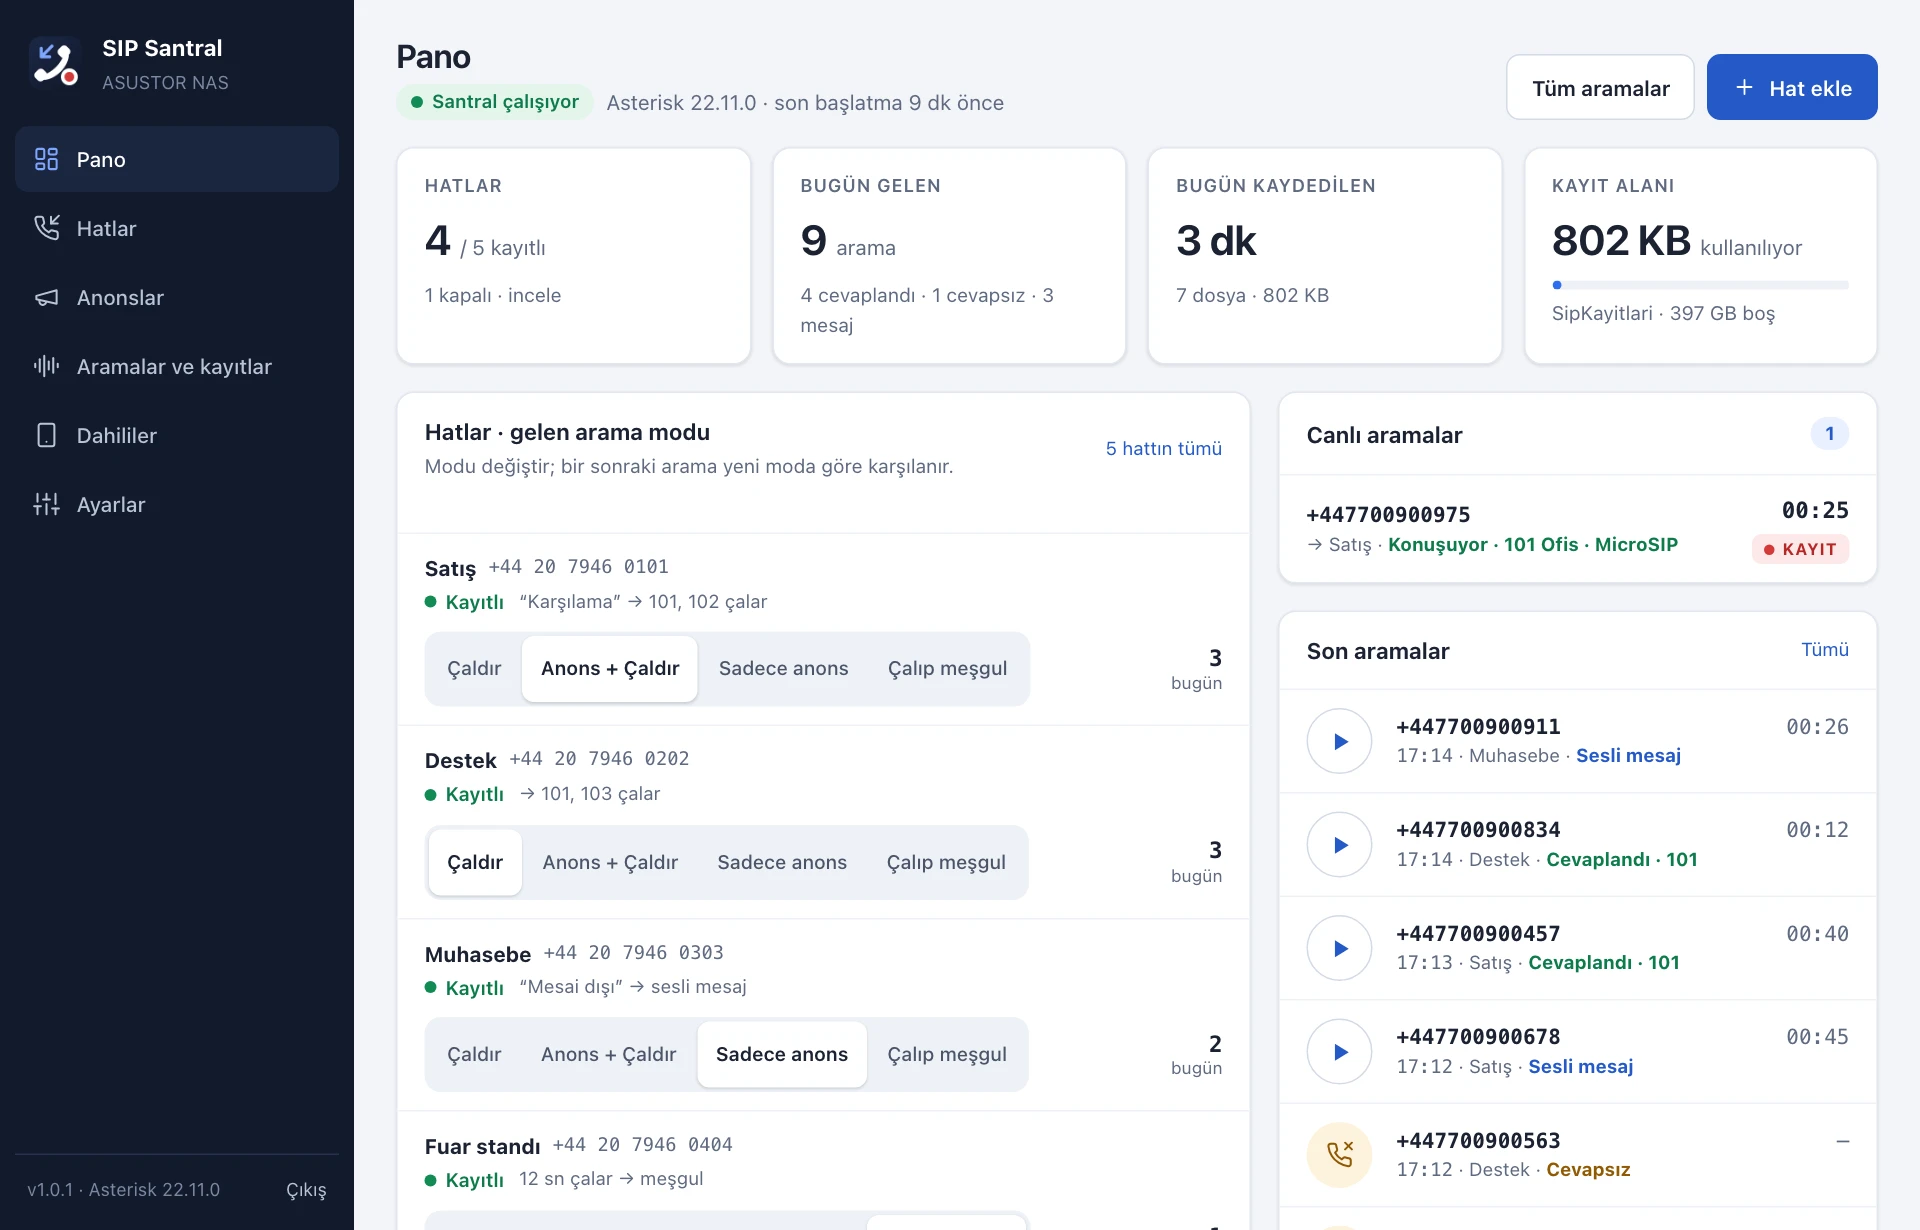 SIP Santral
ASUSTOR NAS
Pano
Hatlar
Anonslar
Aramalar ve kayıtlar
Dahililer
Ayarlar
v1.0.1 · Asterisk 22.11.0
Çıkış
Pano
Santral çalışıyor
Asterisk 22.11.0 · son başlatma 9 dk önce
Tüm aramalar
+ Hat ekle
HATLAR
4 / 5 kayıtlı
1 kapalı · incele
BUGÜN GELEN
9 arama
4 cevaplandı · 1 cevapsız · 3
mesaj
BUGÜN KAYDEDİLEN
3 dk
7 dosya · 802 KB
KAYIT ALANI
802 KB kullanılıyor
SipKayitlari · 397 GB boş
Hatlar · gelen arama modu
Modu değiştir; bir sonraki arama yeni moda göre karşılanır.
5 hattın tümü
Satış +44 20 7946 0101
Kayıtlı “Karşılama” → 101, 102 çalar
Çaldır Anons + Çaldır Sadece anons Çalıp meşgul
3
bugün
Destek +44 20 7946 0202
Kayıtlı → 101, 103 çalar
Çaldır Anons + Çaldır Sadece anons Çalıp meşgul
3
bugün
Muhasebe +44 20 7946 0303
Kayıtlı “Mesai dışı” → sesli mesaj
Çaldır Anons + Çaldır Sadece anons Çalıp meşgul
2
bugün
Fuar standı +44 20 7946 0404
Kayıtlı 12 sn çalar → meşgul
Canlı aramalar
1
+447700900975
00:25
→ Satış · Konuşuyor · 101 Ofis · MicroSIP
KAYIT
Son aramalar
Tümü
+447700900911
00:26
17:14 · Muhasebe · Sesli mesaj
+447700900834
00:12
17:14 · Destek · Cevaplandı · 101
+447700900457
00:40
17:13 · Satış · Cevaplandı · 101
+447700900678
00:45
17:12 · Satış · Sesli mesaj
+447700900563
–
17:12 · Destek · Cevapsız